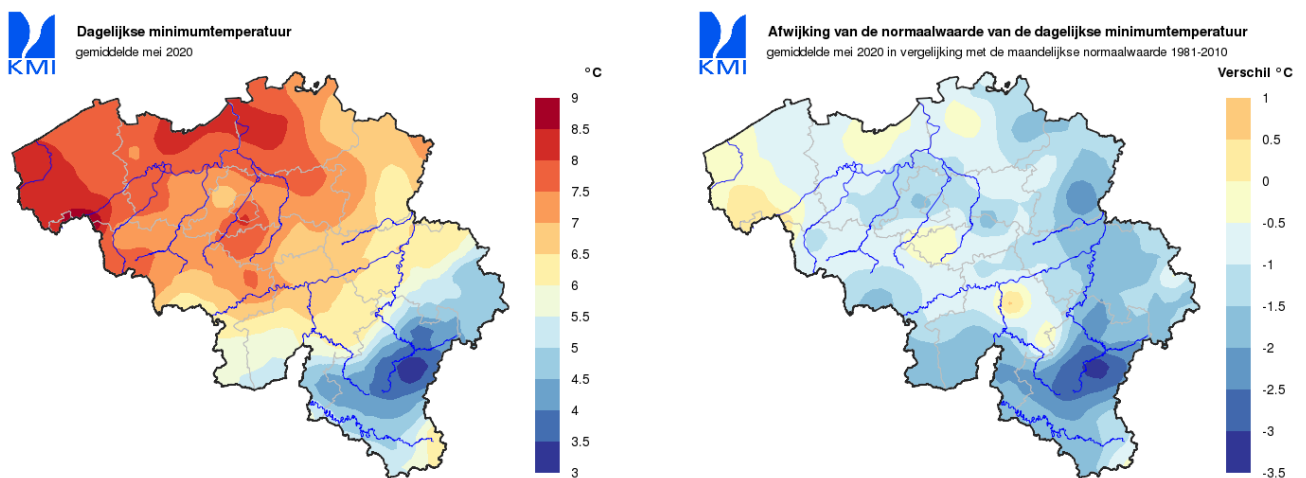 KMI
Dagelijkse minimumtemperatuur
gemiddelde mei 2020
°C
9
8.5
8
7.5
7
6.5
6
5.5
5
4.5
4
3.5
3
KMI
Afwijking van de normaalwaarde van de dagelijkse minimumtemperatuur
gemiddelde mei 2020 in vergelijking met de maandelijkse normaalwaarde 1981-2010
Verschil °C
1
0.5
0
-0.5
-1
-1.5
-2
-2.5
-3
-3.5